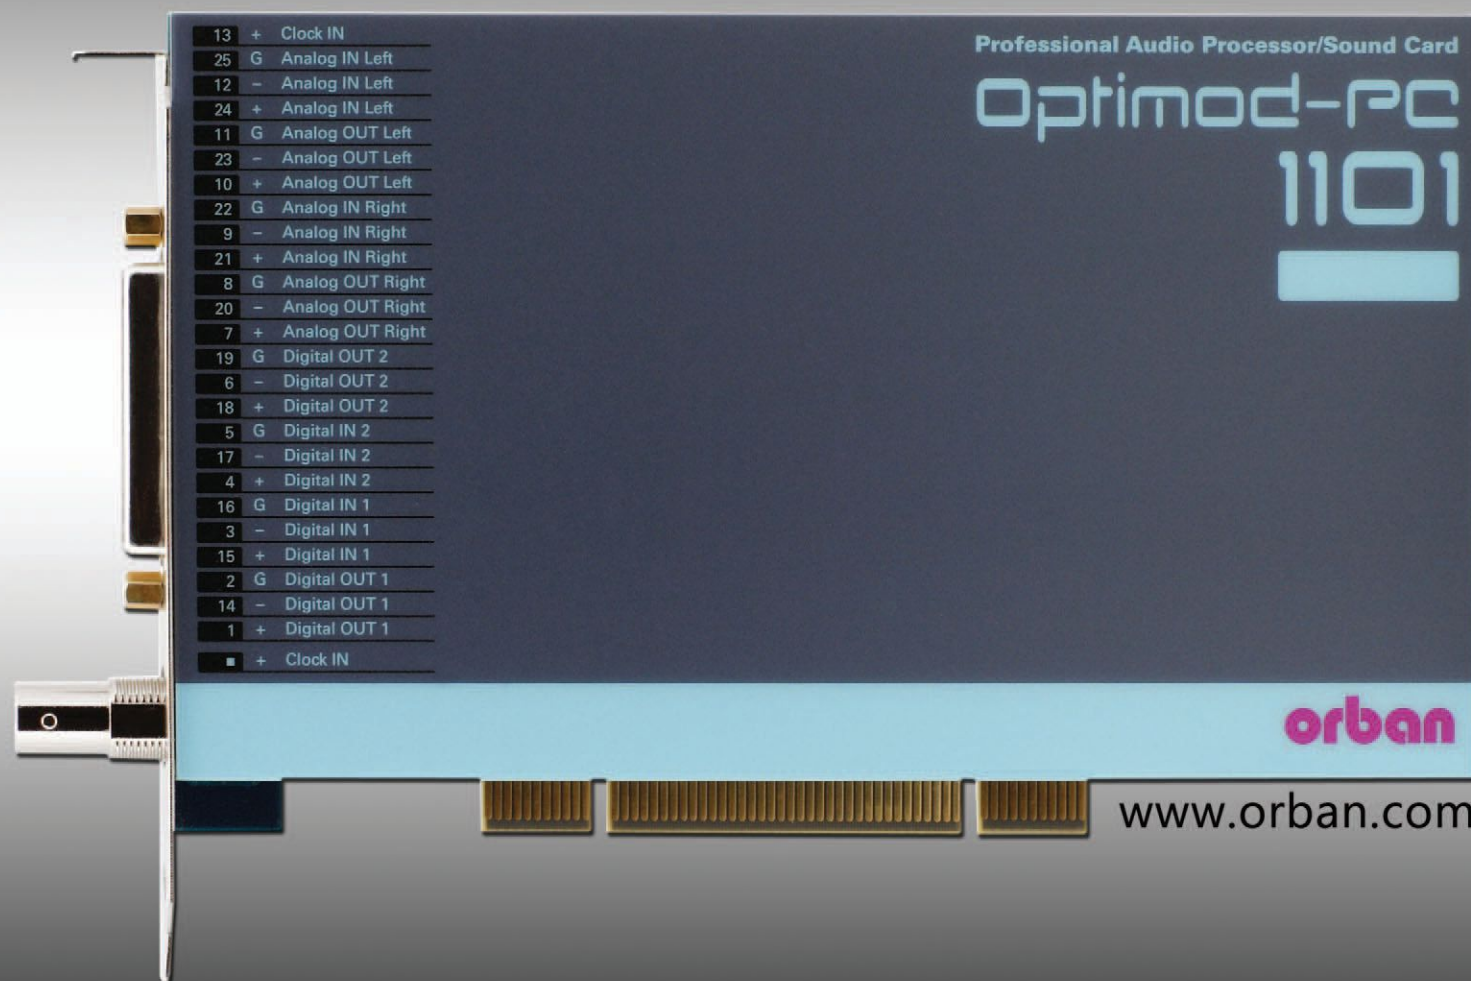 13 + Clock IN
25 G Analog IN Left
12 – Analog IN Left
24 + Analog IN Left
11 G Analog OUT Left
23 – Analog OUT Left
10 + Analog OUT Left
22 G Analog IN Right
9 – Analog IN Right
21 + Analog IN Right
8 G Analog OUT Right
20 – Analog OUT Right
7 + Analog OUT Right
19 G Digital OUT 2
6 – Digital OUT 2
18 + Digital OUT 2
5 G Digital IN 2
17 – Digital IN 2
4 + Digital IN 2
16 G Digital IN 1
3 – Digital IN 1
15 + Digital IN 1
2 G Digital OUT 1
14 – Digital OUT 1
1 + Digital OUT 1
■ + Clock IN
Professional Audio Processor/Sound Card
Optimod-PC
1101
orban
www.orban.com